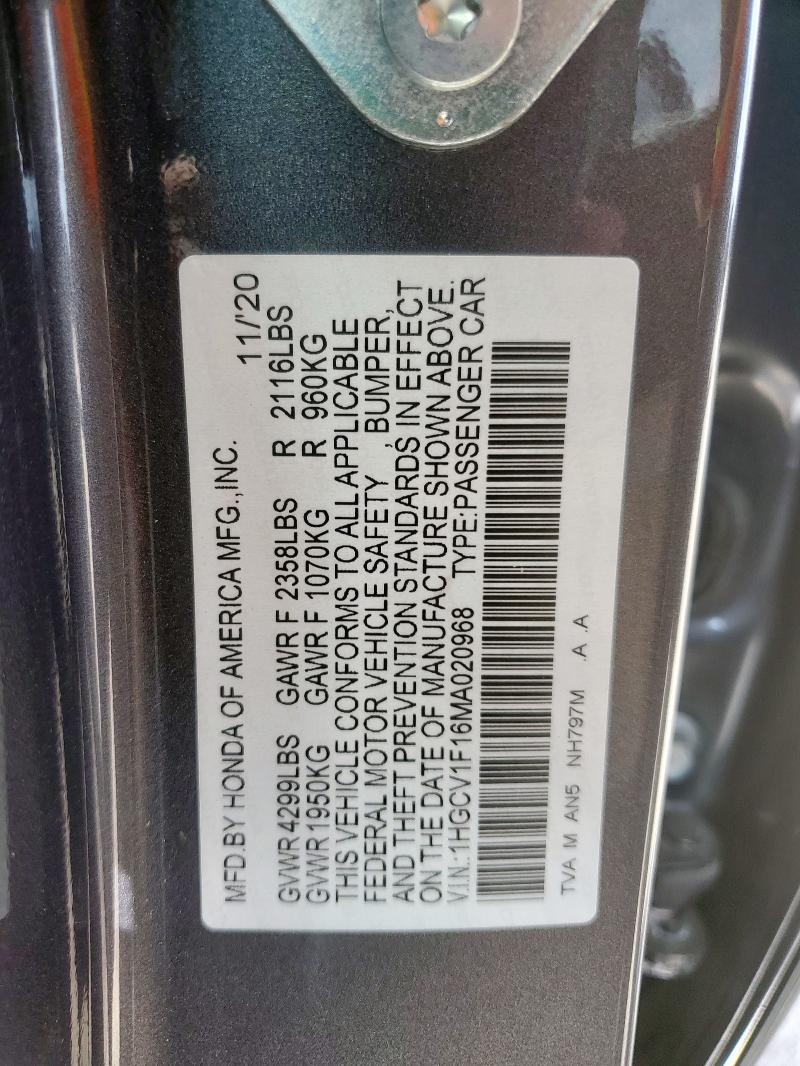 MFD.BY HONDA OF AMERICA MFG.,INC. 11/'20
GVWR 4299LBS GAWR F 2358LBS R 2116LBS
GVWR 1950KG GAWR F 1070KG R 960KG
THIS VEHICLE CONFORMS TO ALL APPLICABLE
FEDERAL MOTOR VEHICLE SAFETY , BUMPER,
AND THEFT PREVENTION STANDARDS, IN EFFECT
ON THE DATE OF MANUFACTURE SHOWN ABOVE.
V.I.N.:1HGCV1F16MA020968 TYPE:PASSENGER CAR
TVA M AN5 NH797M .A .A